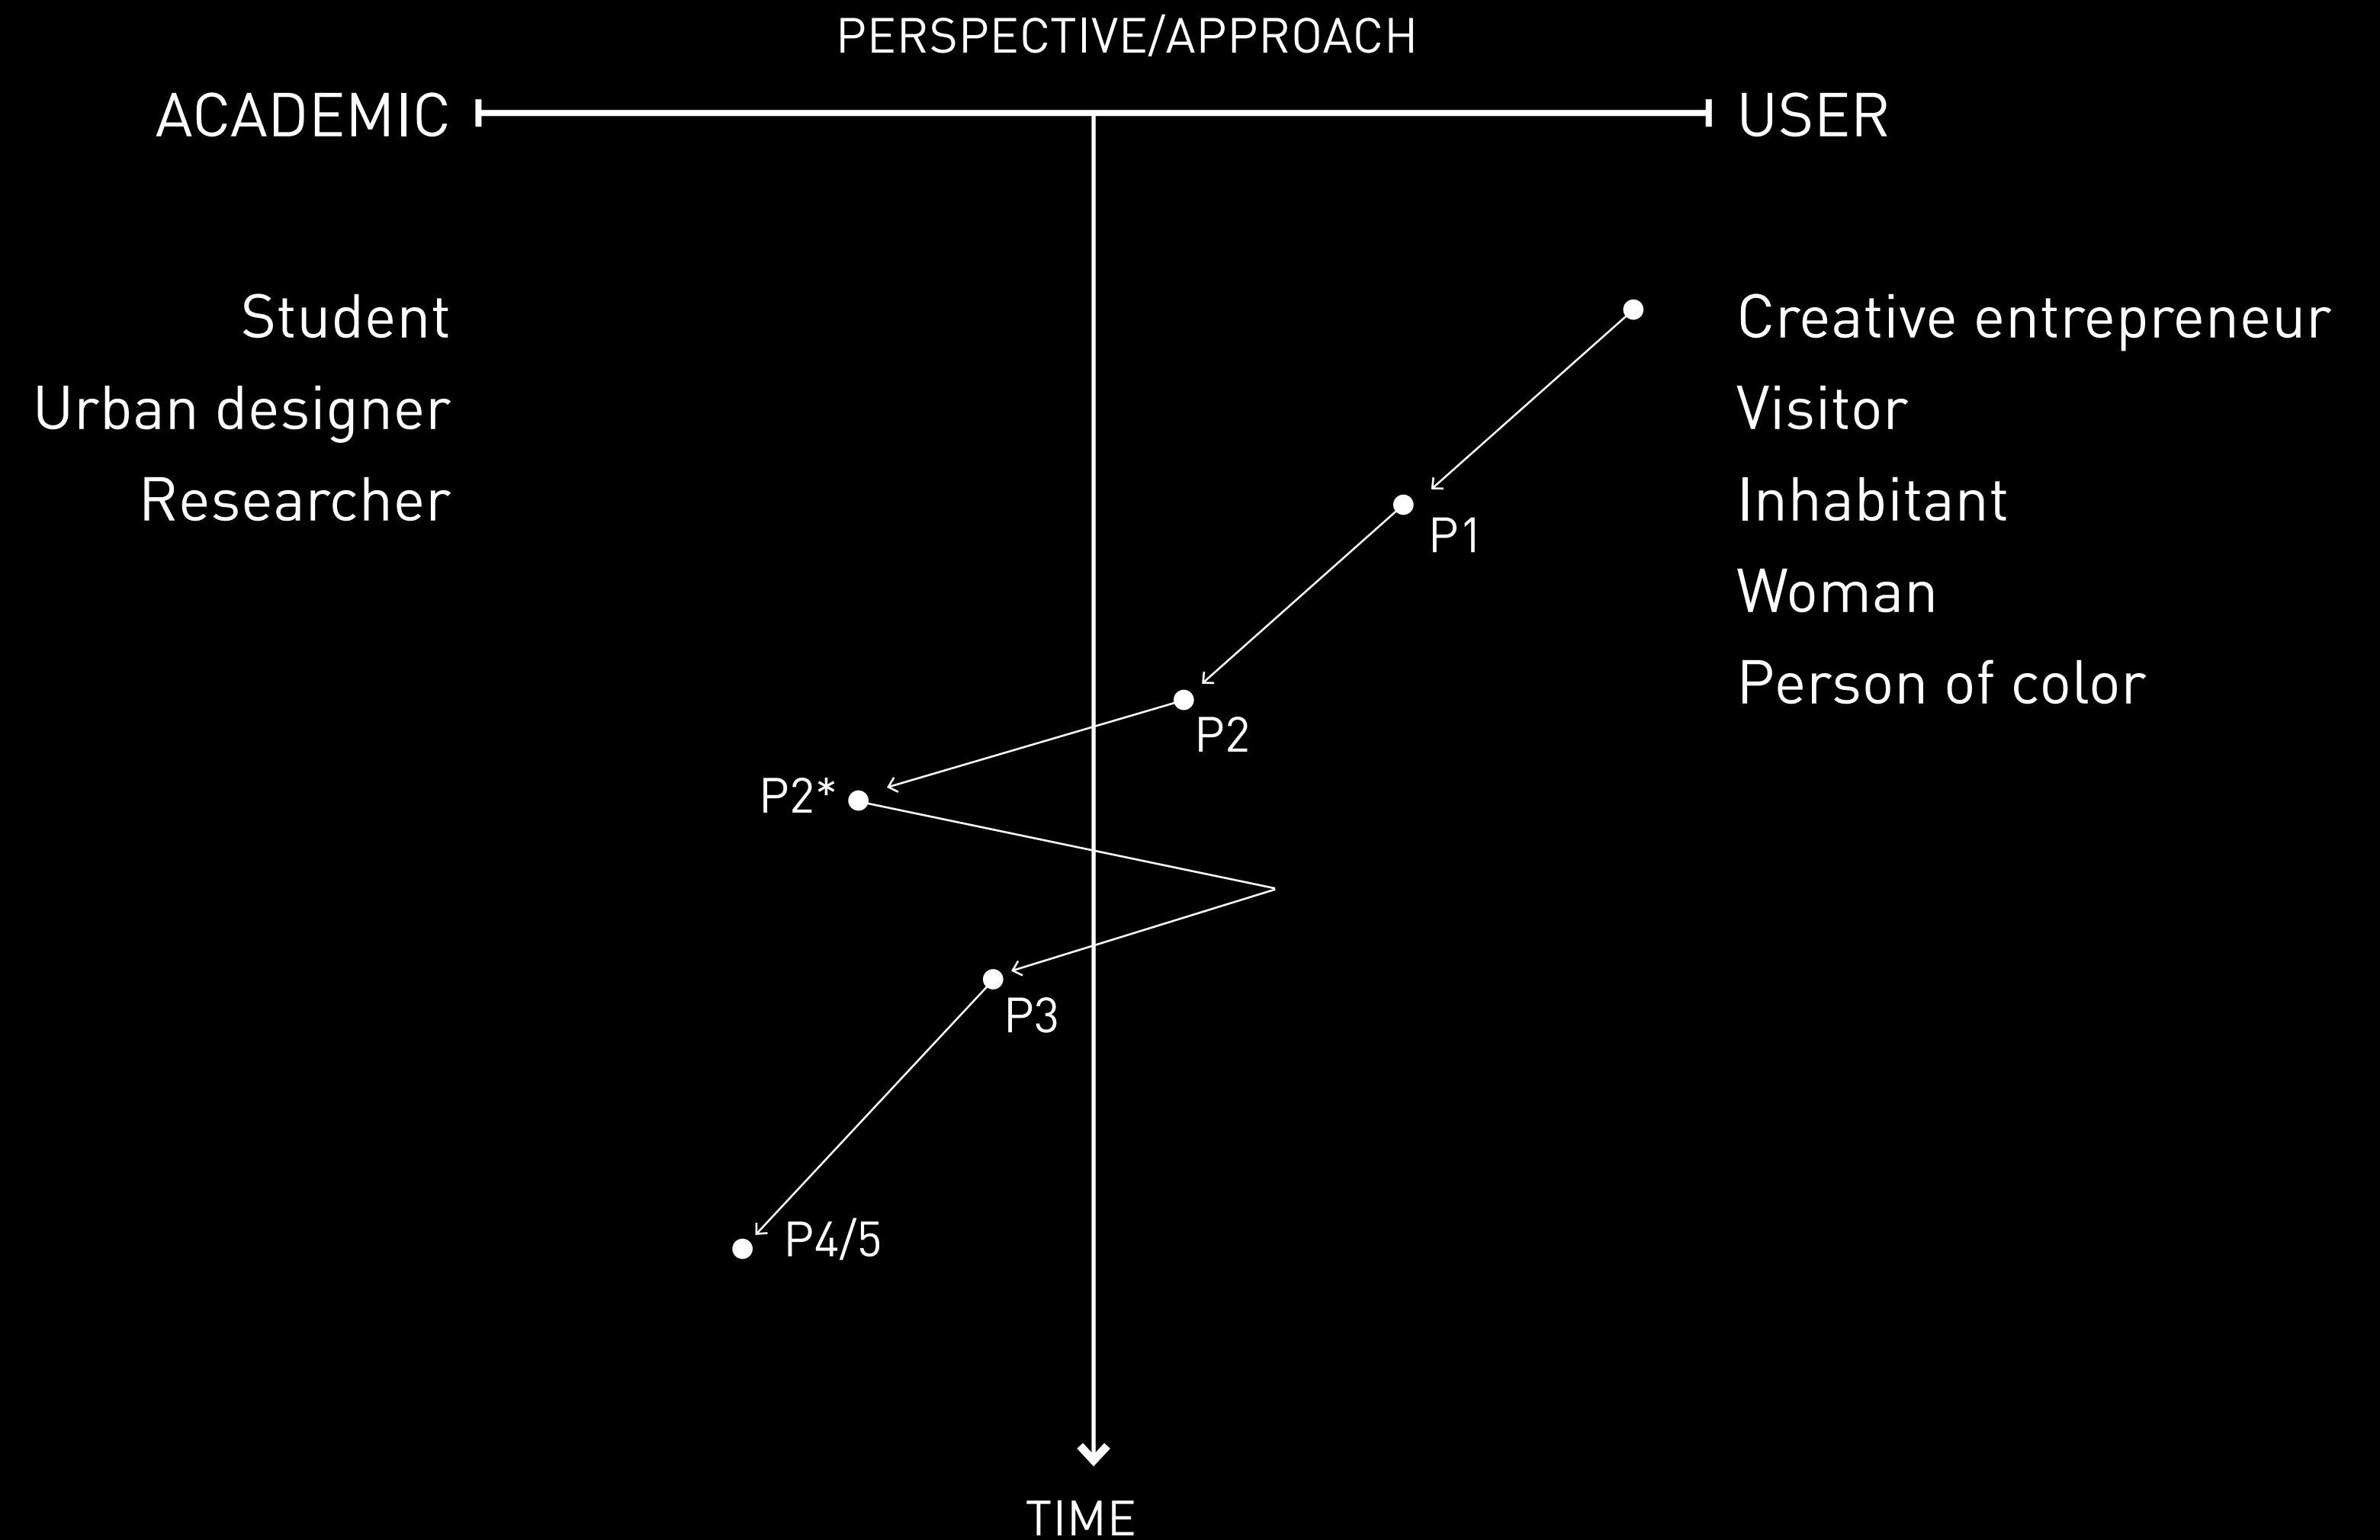 PERSPECTIVE/APPROACH
ACADEMIC
USER
Student
Urban designer
Researcher
Creative entrepreneur
Visitor
Inhabitant
Woman
Person of color
P1
P2
P2*
P3
P4/5
TIME